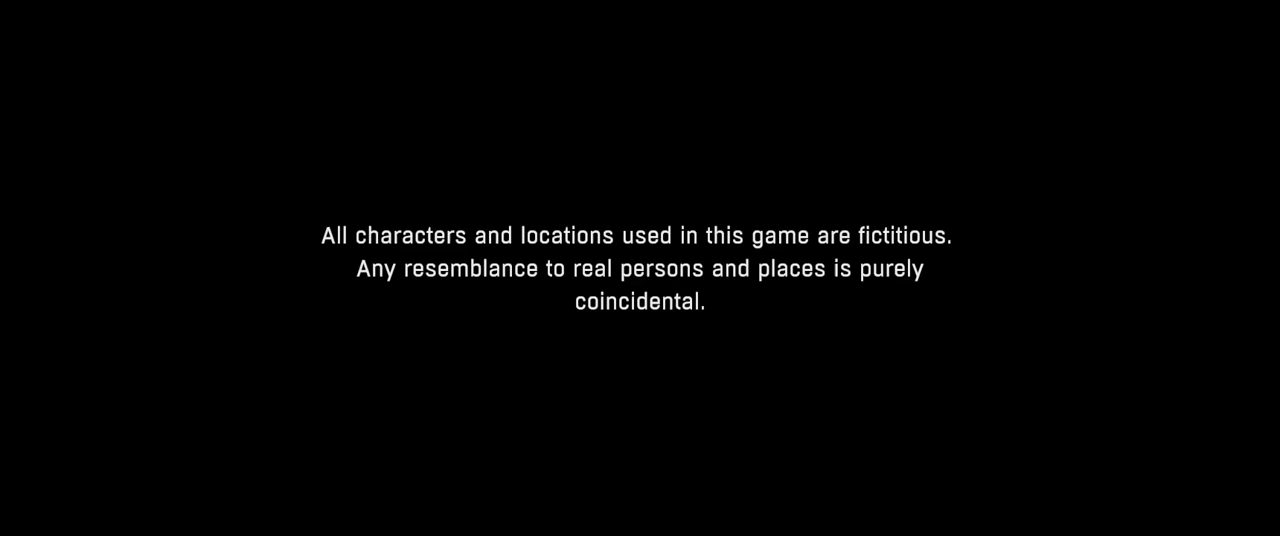 All characters and locations used in this game are fictitious.
Any resemblance to real persons and places is purely
coincidental.